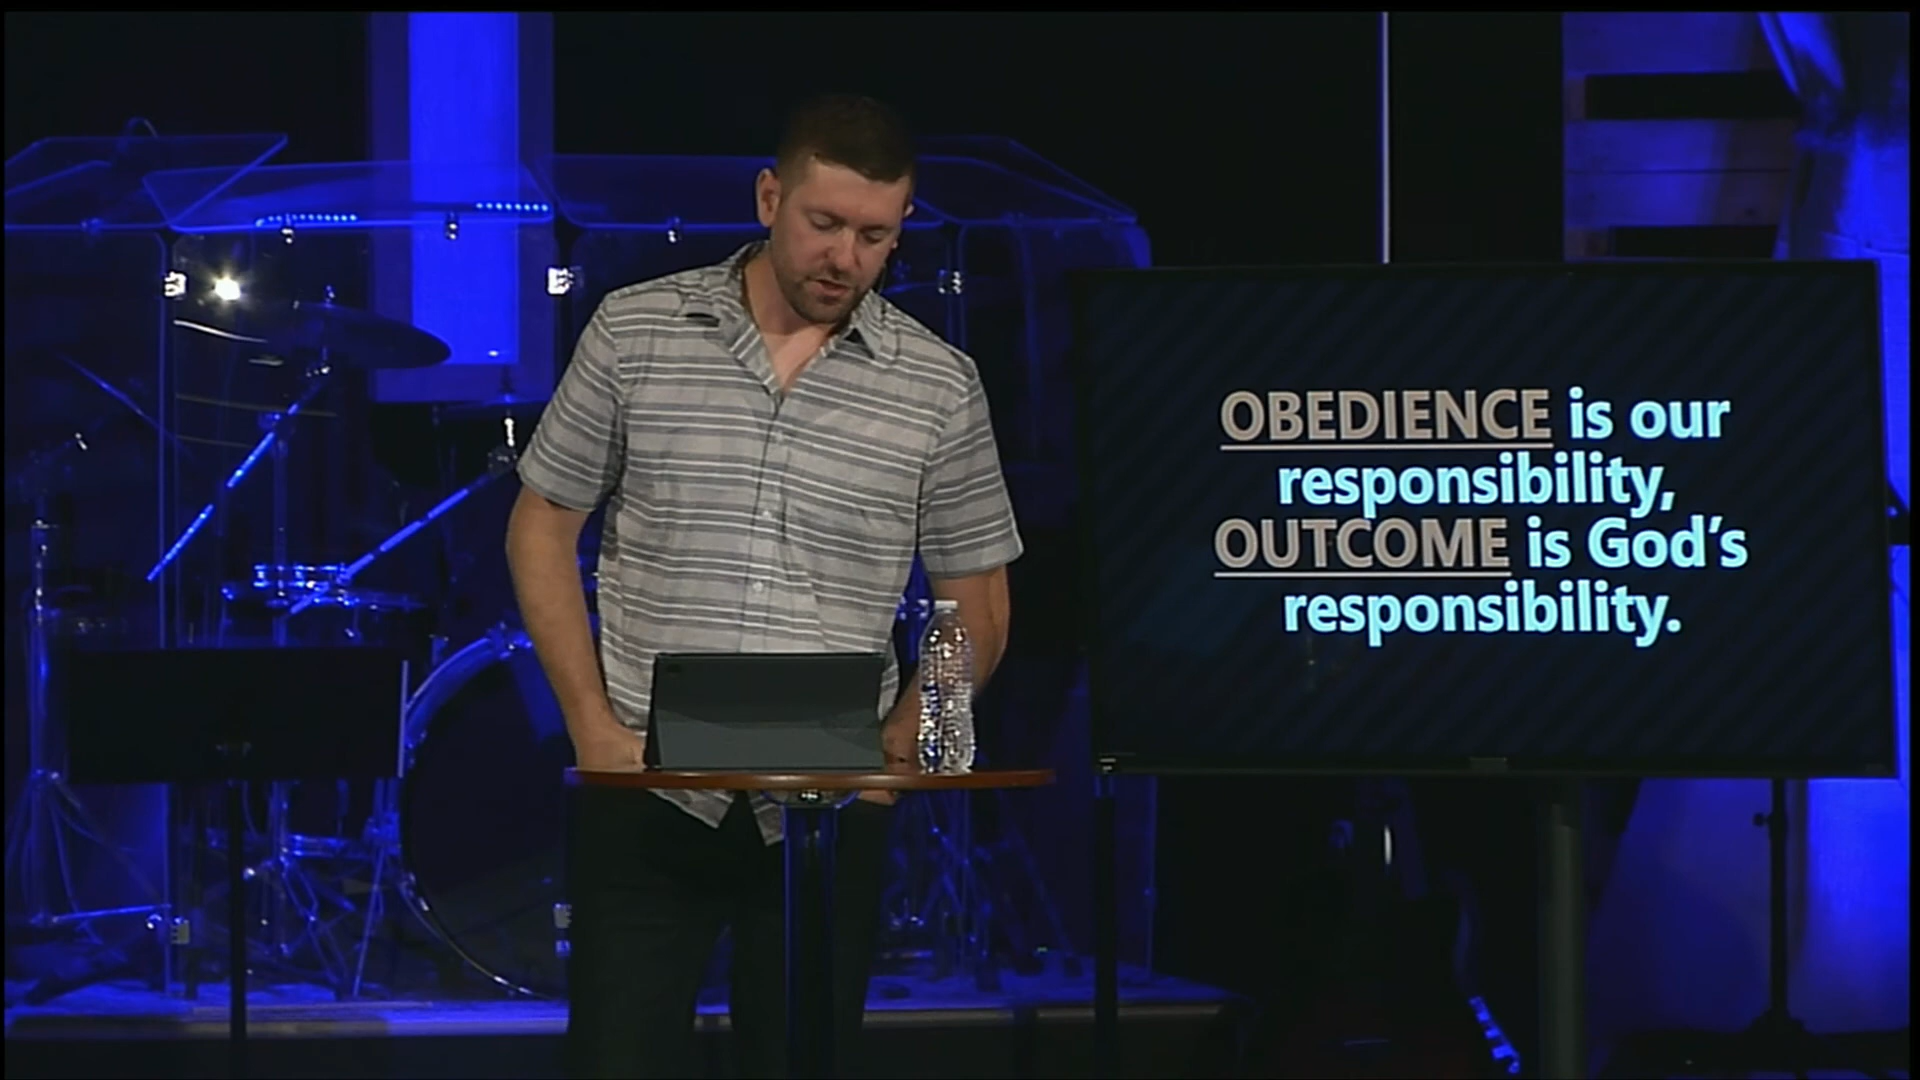 OBEDIENCE is our
responsibility,
OUTCOME is God's
responsibility.